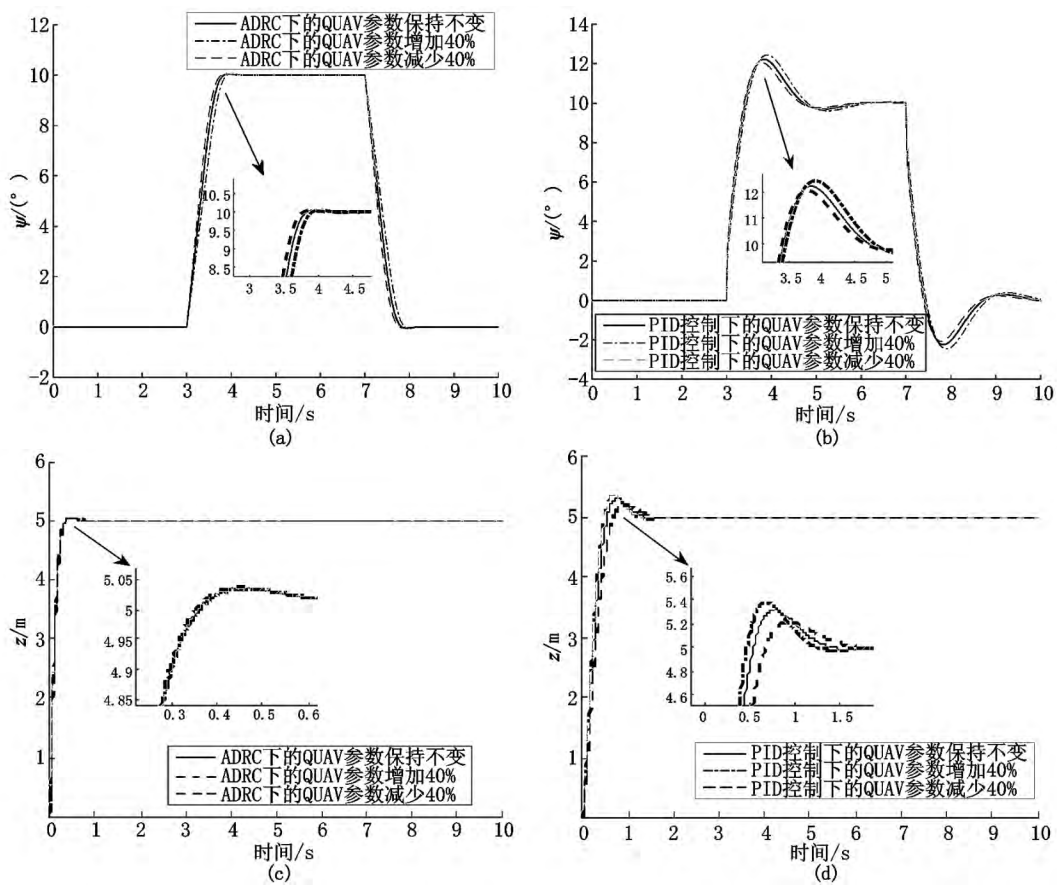 12
10
8
6
4
2
0
−2
ψ/(°)
ADRC下的QUAV参数保持不变
ADRC下的QUAV参数增加40%
ADRC下的QUAV参数减少40%
10.5
10
9.5
9
8.5
3 3.5 4 4.5
0 1 2 3 4 5 6 7 8 9 10
时间/s
(a)
14
12
10
8
6
4
2
0
−2
−4
ψ/(°)
12
11
10
3.5 4 4.5 5
PID控制下的QUAV参数保持不变
PID控制下的QUAV参数增加40%
PID控制下的QUAV参数减少40%
0 1 2 3 4 5 6 7 8 9 10
时间/s
(b)
6
5
4
3
2
1
z/m
5.05
5
4.95
4.9
4.85
0.3 0.4 0.5 0.6
ADRC下的QUAV参数保持不变
ADRC下的QUAV参数增加40%
ADRC下的QUAV参数减少40%
0 1 2 3 4 5 6 7 8 9 10
时间/s
(c)
6
5
4
3
2
1
z/m
5.6
5.4
5.2
5
4.8
4.6
0 0.5 1 1.5
PID控制下的QUAV参数保持不变
PID控制下的QUAV参数增加40%
PID控制下的QUAV参数减少40%
0 1 2 3 4 5 6 7 8 9 10
时间/s
(d)